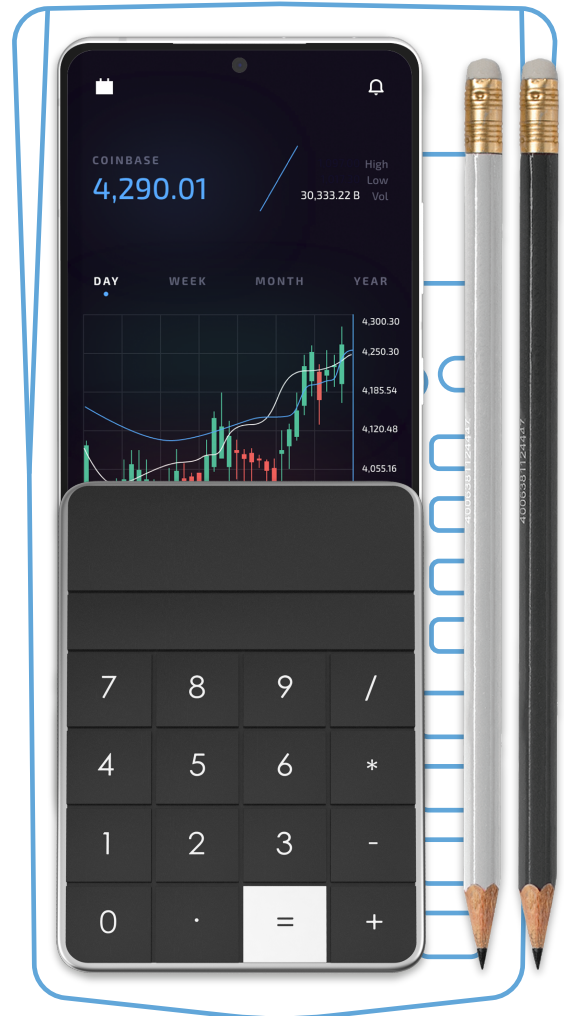 COINBASE
4,290.01
High
Low
30,333.22 B Vol
DAY WEEK MONTH YEAR
4,300.30
4,250.30
4,185.54
4,120.48
4,055.16
7 8 9 /
4 5 6 *
1 2 3 -
0 . = +
4006381124447
4006381124447